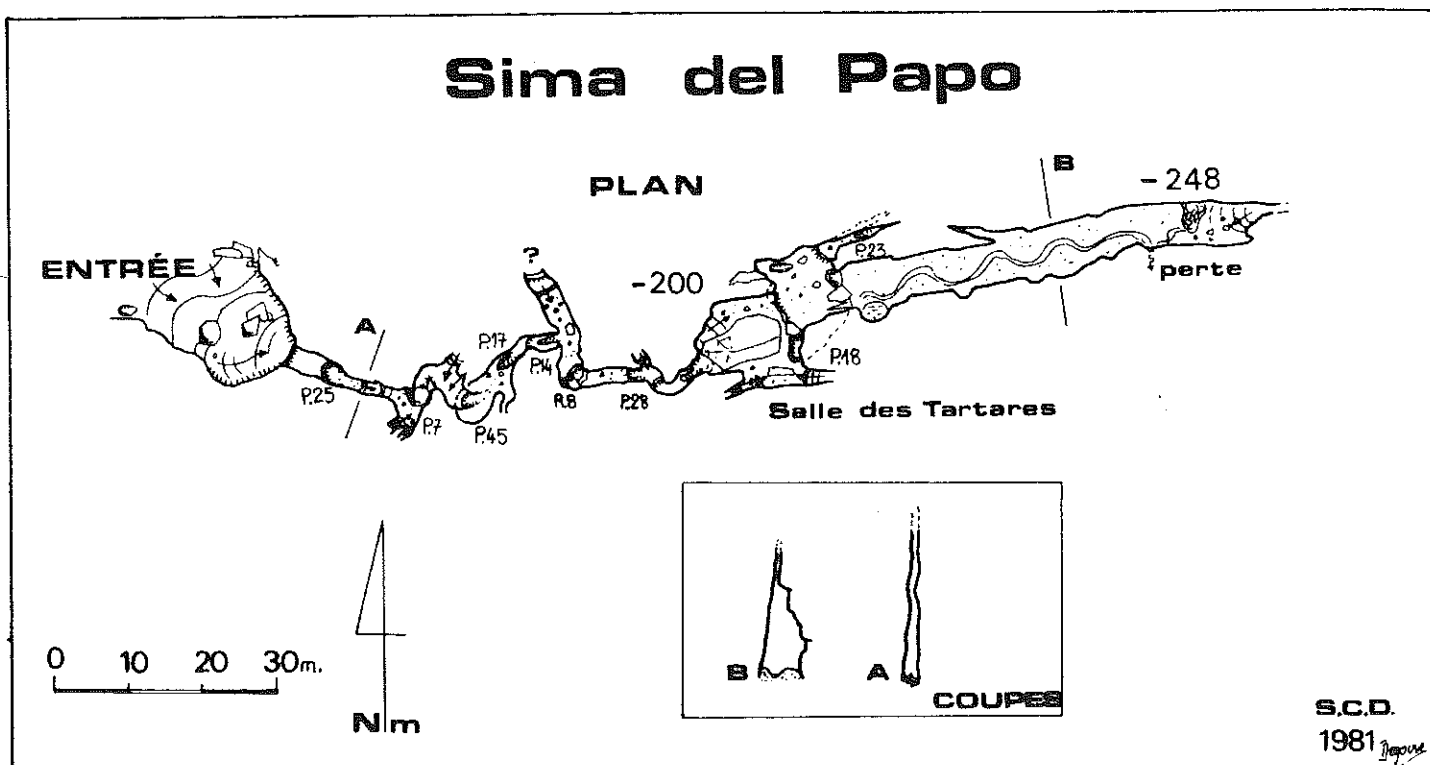 Sima del Papo
PLAN
B
-248
ENTRÉE
?
P.23
-200
perte
A
P.17
P.14
P.18
P.25
R.8
P.28
P.7
P.45
Salle des Tartares
0 10 20 30m.
Nm
B
A
COUPES
S.C.D.
1981